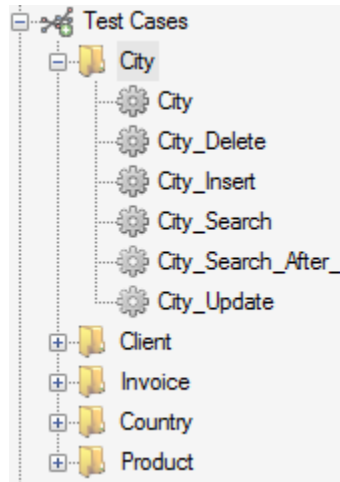 Test Cases
City
City
City_Delete
City_Insert
City_Search
City_Search_After_
City_Update
Client
Invoice
Country
Product